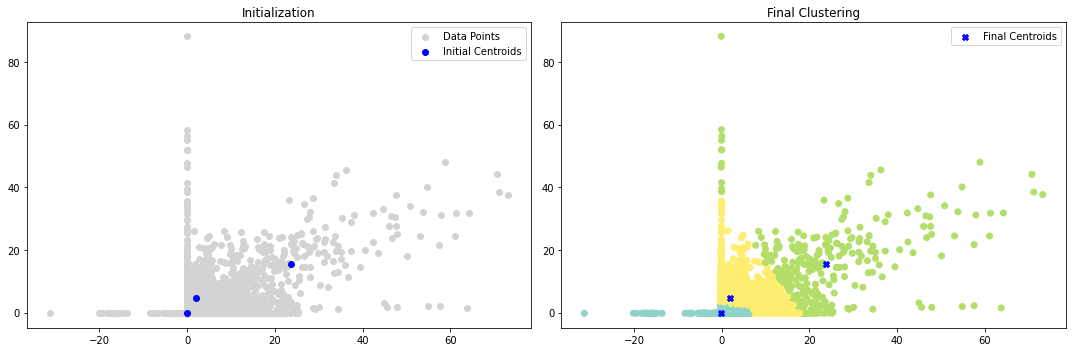 Initialization
Data Points
Initial Centroids
80
60
40
20
0
−20 0 20 40 60
Final Clustering
Final Centroids
80
60
40
20
0
−20 0 20 40 60